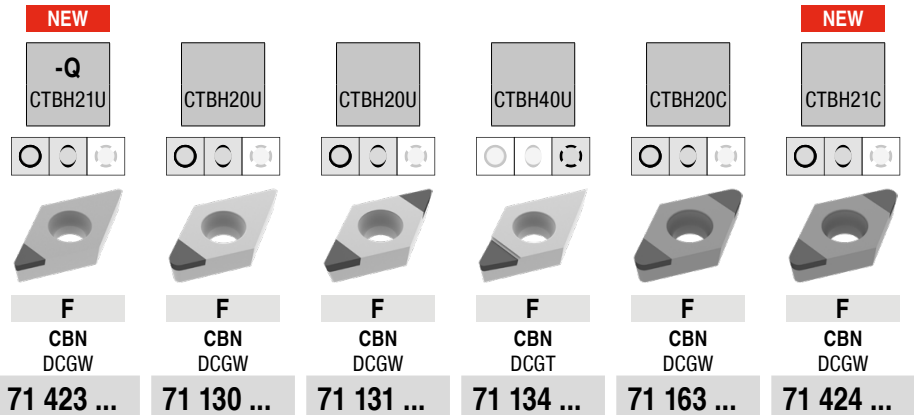 NEW NEW
-Q
CTBH21U CTBH20U CTBH20U CTBH40U CTBH20C CTBH21C
F F F F F F
CBN CBN CBN CBN CBN CBN
DCGW DCGW DCGW DCGT DCGW DCGW
71 423 ... 71 130 ... 71 131 ... 71 134 ... 71 163 ... 71 424 ...